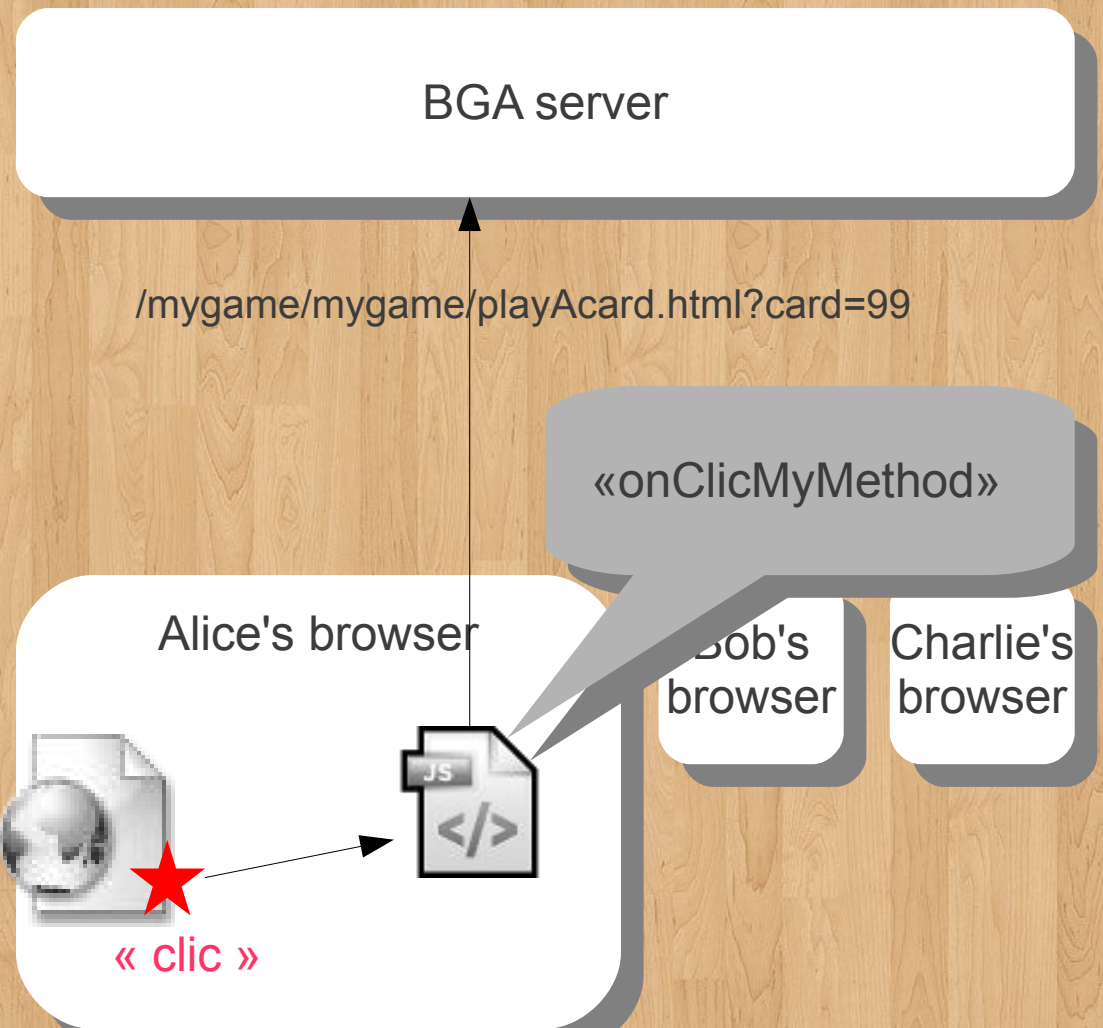 BGA server
/mygame/mygame/playAcard.html?card=99
«onClicMyMethod»
Alice's browser
Bob's
browser
Charlie's
browser
JS
</>
« clic »